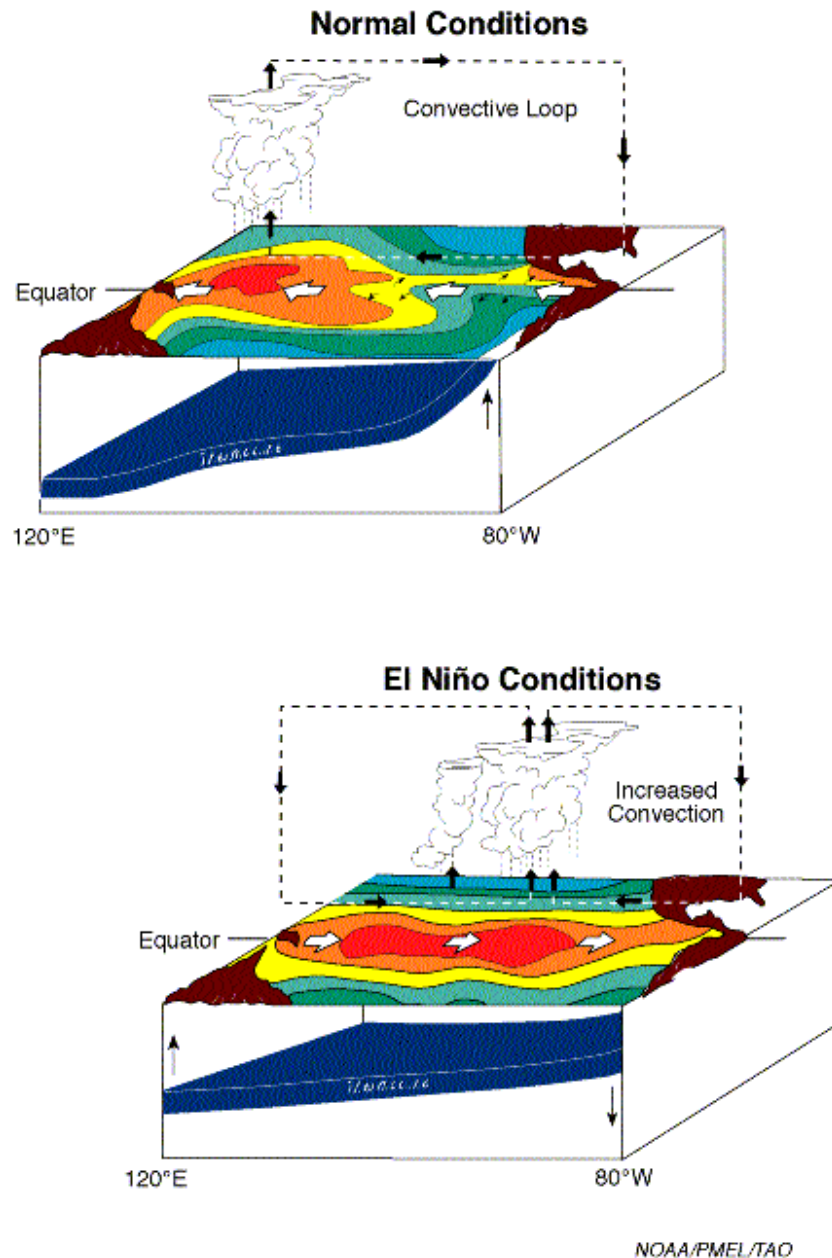 Normal Conditions
Convective Loop
Equator
120°E
80°W
El Niño Conditions
Increased
Convection
Equator
120°E
80°W
NOAA/PMEL/TAO